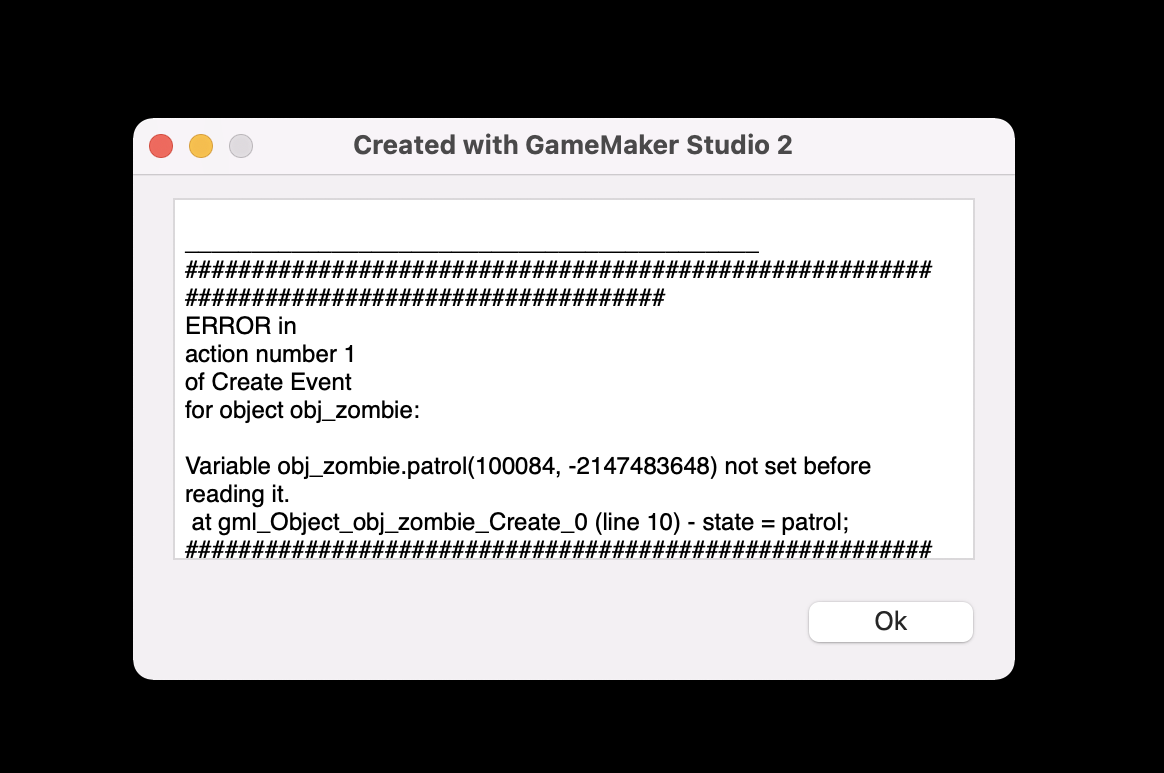 Created with GameMaker Studio 2
___________________________________________
########################################################
####################################
ERROR in
action number 1
of Create Event
for object obj_zombie:
Variable obj_zombie.patrol(100084, -2147483648) not set before
reading it.
at gml_Object_obj_zombie_Create_0 (line 10) - state = patrol;
########################################################
Ok